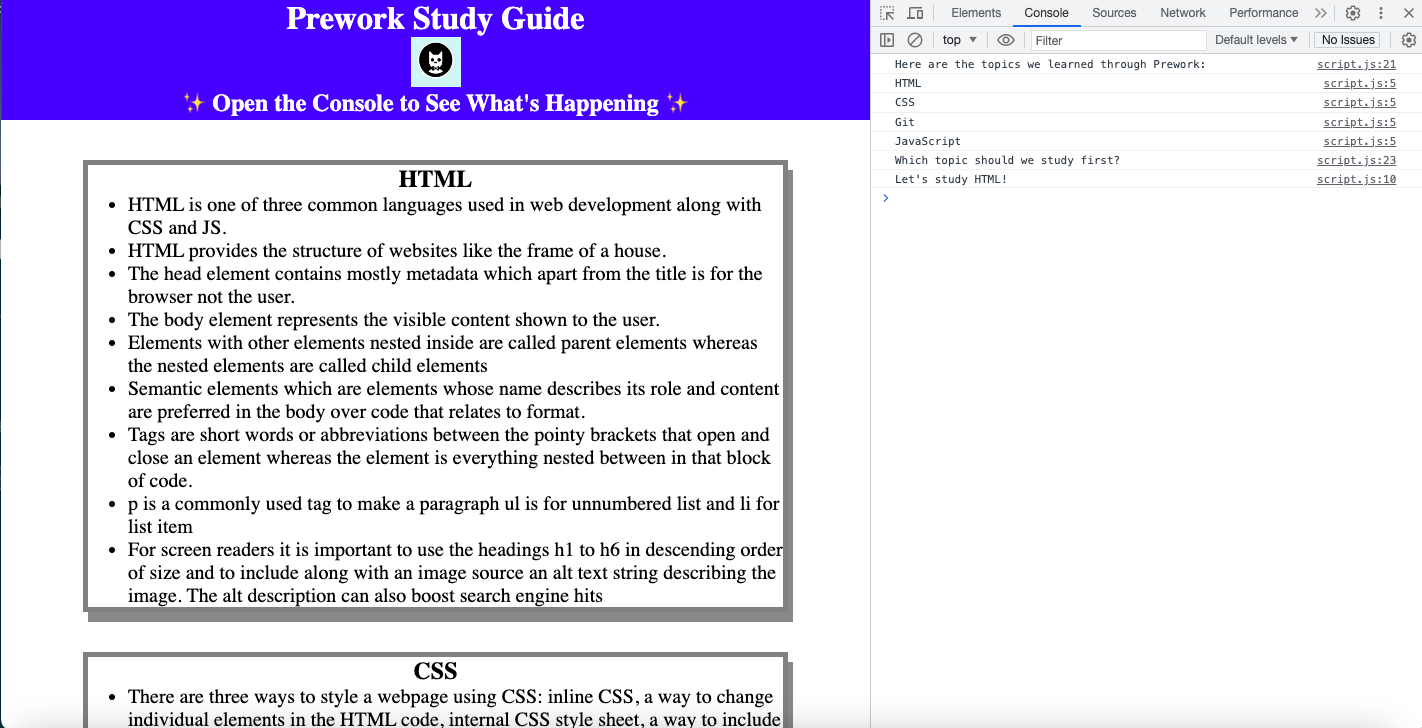 Prework Study Guide
✨ Open the Console to See What's Happening ✨
HTML
• HTML is one of three common languages used in web development along with
CSS and JS.
• HTML provides the structure of websites like the frame of a house.
• The head element contains mostly metadata which apart from the title is for the
browser not the user.
• The body element represents the visible content shown to the user.
• Elements with other elements nested inside are called parent elements whereas
the nested elements are called child elements
• Semantic elements which are elements whose name describes its role and content
are preferred in the body over code that relates to format.
• Tags are short words or abbreviations between the pointy brackets that open and
close an element whereas the element is everything nested between in that block
of code.
• p is a commonly used tag to make a paragraph ul is for unnumbered list and li for
list item
• For screen readers it is important to use the headings h1 to h6 in descending order
of size and to include along with an image source an alt text string describing the
image. The alt description can also boost search engine hits
CSS
• There are three ways to style a webpage using CSS: inline CSS, a way to change
individual elements in the HTML code, internal CSS style sheet, a way to include
Elements Console Sources Network Performance
top Filter Default levels No Issues
Here are the topics we learned through Prework: script.js:21
HTML script.js:5
CSS script.js:5
Git script.js:5
JavaScript script.js:5
Which topic should we study first? script.js:23
Let's study HTML! script.js:10